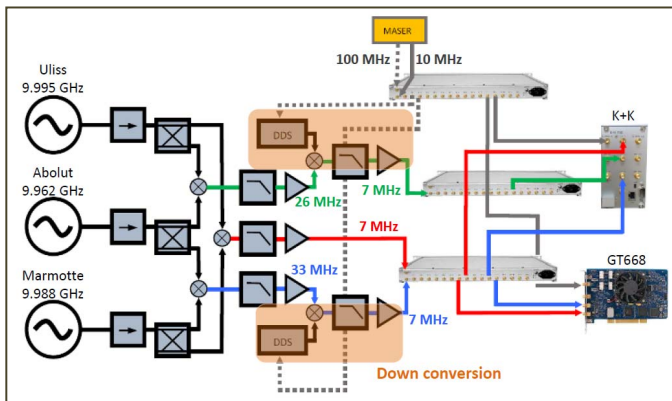 MASER
100 MHz
10 MHz
Uliss
9.995 GHz
K+K
DDS
Abolut
9.962 GHz
26 MHz
7 MHz
7 MHz
Marmotte
9.988 GHz
33 MHz
GT668
7 MHz
DDS
Down conversion